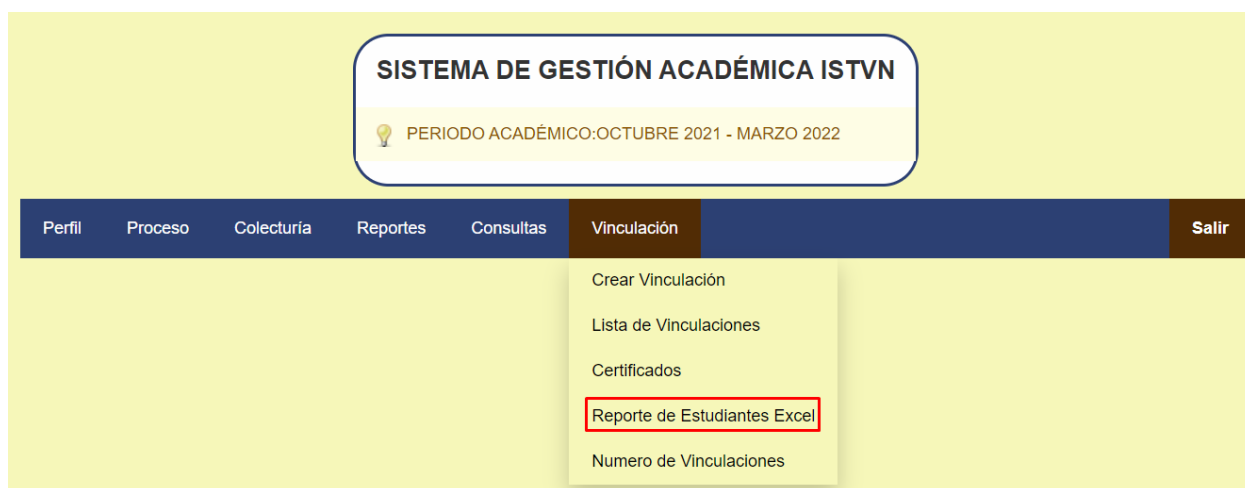 SISTEMA DE GESTIÓN ACADÉMICA ISTVN
PERIODO ACADÉMICO:OCTUBRE 2021 - MARZO 2022
Perfil Proceso Colecturía Reportes Consultas Vinculación Salir
Crear Vinculación
Lista de Vinculaciones
Certificados
Reporte de Estudiantes Excel
Numero de Vinculaciones